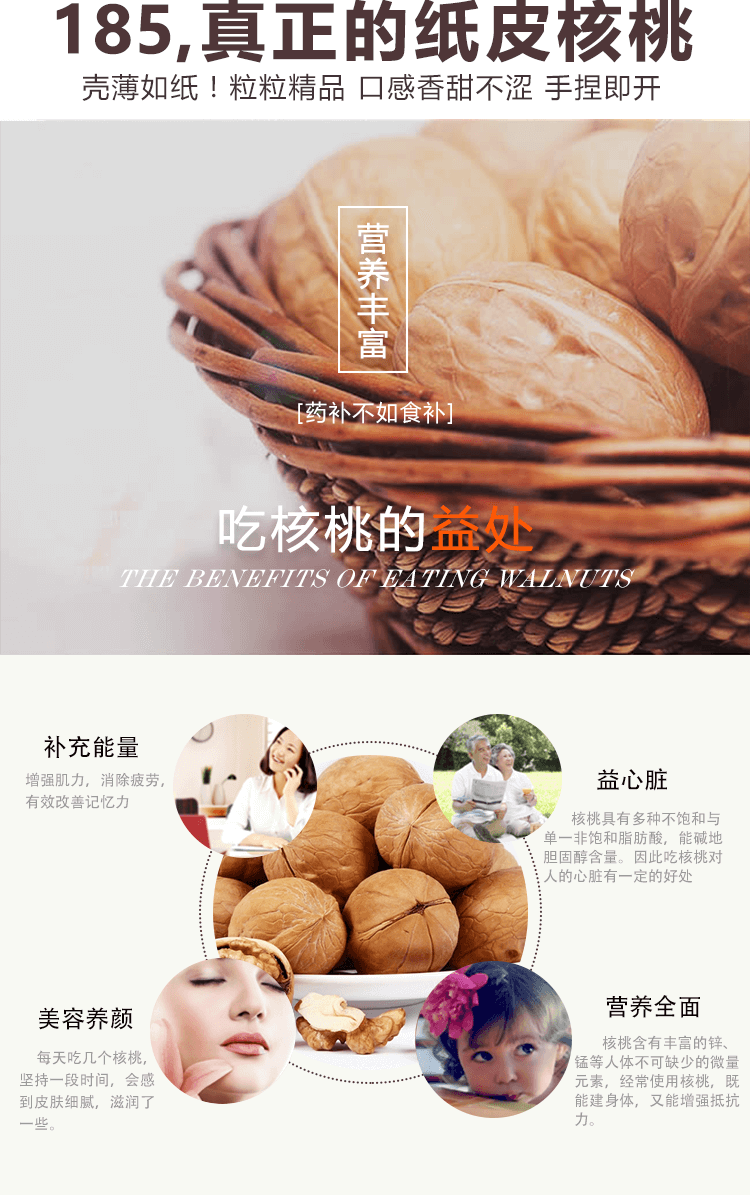 185,真正的纸皮核桃
壳薄如纸！粒粒精品 口感香甜不涩 手捏即开
营养丰富
[药补不如食补]
吃核桃的益处
THE BENEFITS OF EATING WALNUTS
补充能量
增强肌力，消除疲劳，
有效改善记忆力
益心脏
核桃具有多种不饱和与
单一非饱和脂肪酸，能碱地
胆固醇含量。因此吃核桃对
人的心脏有一定的好处
美容养颜
每天吃几个核桃，
坚持一段时间，会感
到皮肤细腻，滋润了
一些。
营养全面
核桃含有丰富的锌、
锰等人体不可缺少的微量
元素，经常使用核桃，既
能建身体，又能增强抵抗
力。